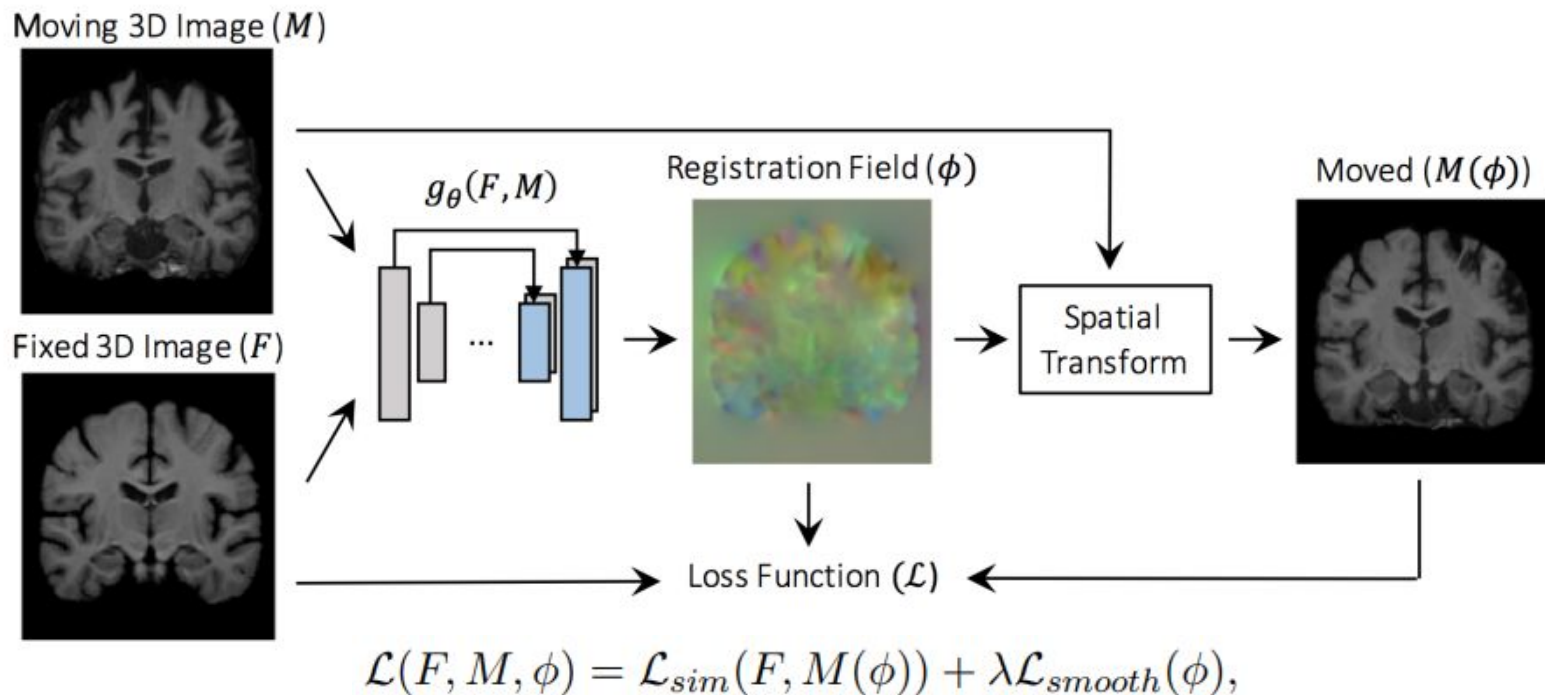 Moving 3D Image (M)
g_θ(F, M)
Registration Field (ϕ)
Moved (M(ϕ))
Fixed 3D Image (F)
...
Spatial
Transform
Loss Function (ℒ)
ℒ(F, M, ϕ) = ℒ_sim(F, M(ϕ)) + λℒ_smooth(ϕ),